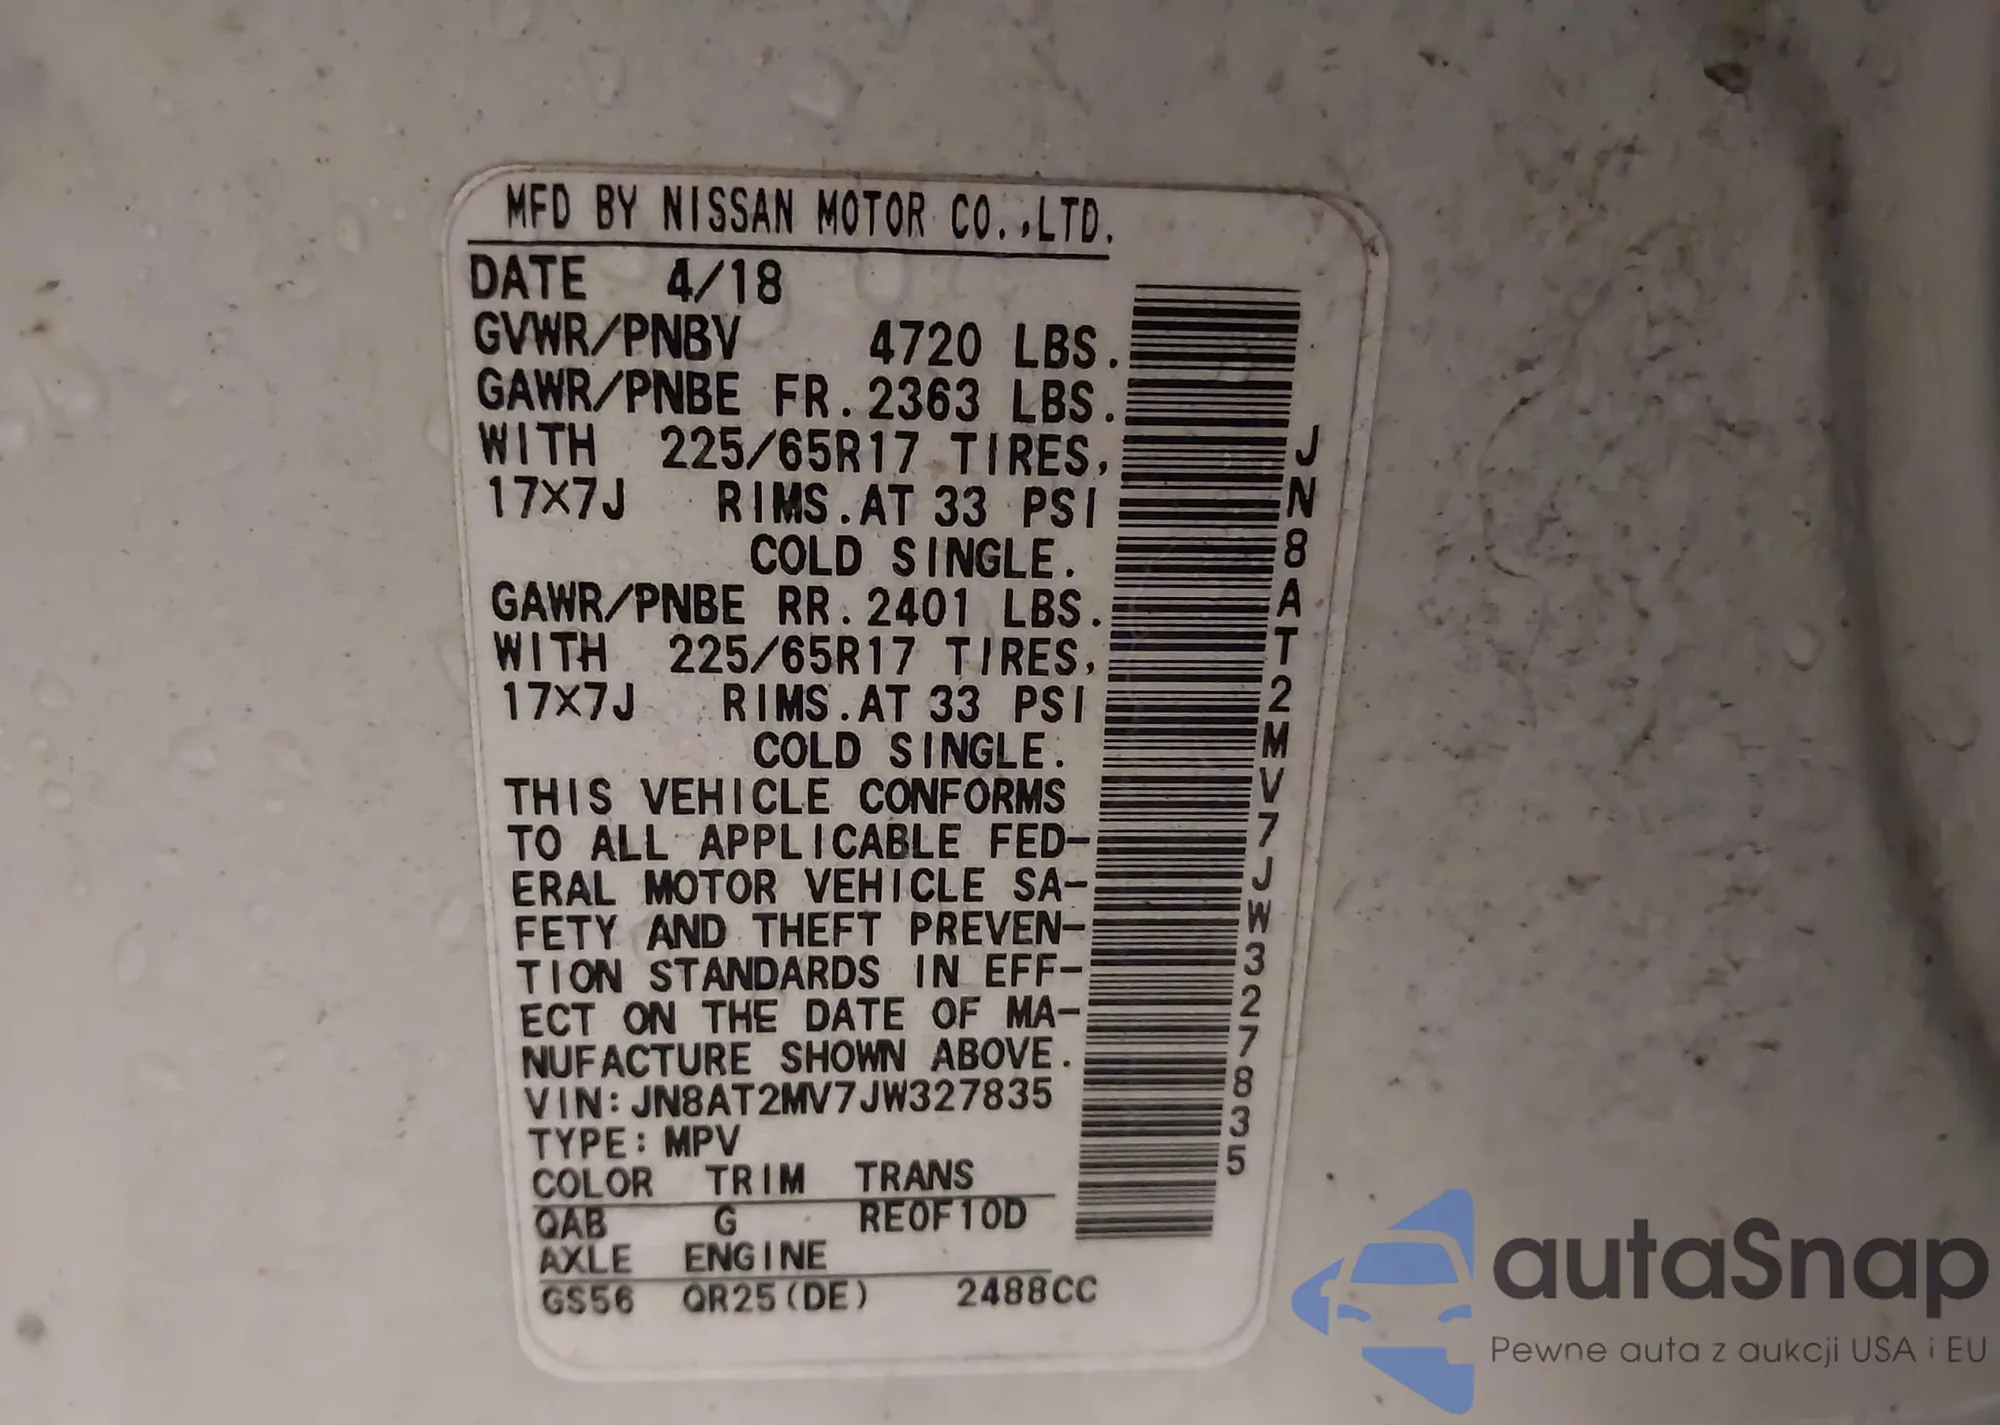 MFD BY NISSAN MOTOR CO.,LTD.
DATE 4/18
GVWR/PNBV 4720 LBS.
GAWR/PNBE FR. 2363 LBS.
WITH 225/65R17 TIRES,
17X7J RIMS.AT 33 PSI
COLD SINGLE.
GAWR/PNBE RR. 2401 LBS.
WITH 225/65R17 TIRES,
17X7J RIMS.AT 33 PSI
COLD SINGLE.
THIS VEHICLE CONFORMS
TO ALL APPLICABLE FED-
ERAL MOTOR VEHICLE SA-
FETY AND THEFT PREVEN-
TION STANDARDS IN EFF-
ECT ON THE DATE OF MA-
NUFACTURE SHOWN ABOVE.
VIN:JN8AT2MV7JW327835
TYPE:MPV
COLOR TRIM TRANS
QAB G RE0F10D
AXLE ENGINE
GS56 QR25(DE) 2488CC
JN8AT2MV7JW327835
autaSnap
Pewne auta z aukcji USA i EU